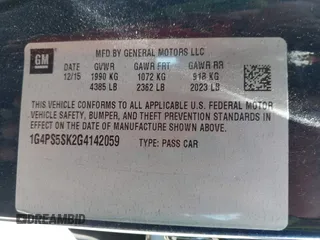 GM
MFD BY GENERAL MOTORS LLC
DATE GVWR GAWR FRT GAWR RR
12/15 1990 KG 1072 KG 918 KG
4385 LB 2362 LB 2023 LB
THIS VEHICLE CONFORMS TO ALL APPLICABLE U.S. FEDERAL MOTOR
VEHICLE SAFETY, BUMPER, AND THEFT PREVENTION STANDARDS IN
EFFECT ON THE DATE OF MANUFACTURE SHOWN ABOVE.
1G4PS5SK2G4142059 TYPE: PASS CAR
DREAMBID